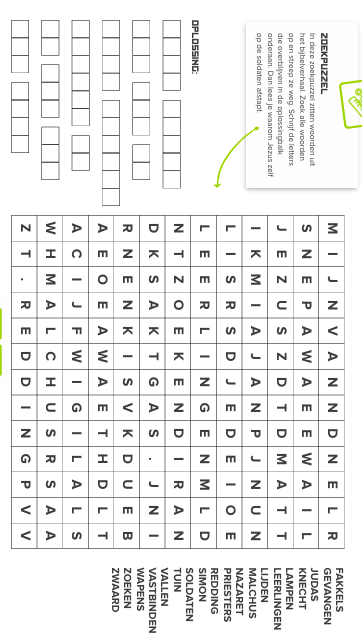 ZOEKPUZZEL
In deze zoekpuzzel zitten woorden uit
het bijbelverhaal. Zoek alle woorden
op en streep ze weg. Schrijf de letters
die overblijven in de oplossingbalk
onderaan. Dan lees je waarom Jezus zelf
op de soldaten afstapt.
OPLOSSING:
M I J N V A N N D N E L R
S N E P A W A E E W A I L
J E Z U S Z D T D M A T T
I K M I A J A N P J N U N
L I S R S D J E D E I O E
L E E R L I N G E N M L D
N T Z O E K E N D I R A N
D K S A K T G A S . J N I
R N E N K I S V K D U E B
A E O E A W A E T H D L T
A C I J F W I G I L A L S
W H M A L C H U S R S A A
Z T . R E D D I N G P V V
FAKKELS
GEVANGEN
JUDAS
KNECHT
LAMPEN
LEERLINGEN
LIJDEN
MALCHUS
NAZARET
PRIESTERS
REDDING
SIMON
SOLDATEN
TUIN
VALLEN
VASTBINDEN
WAPENS
ZOEKEN
ZWAARD